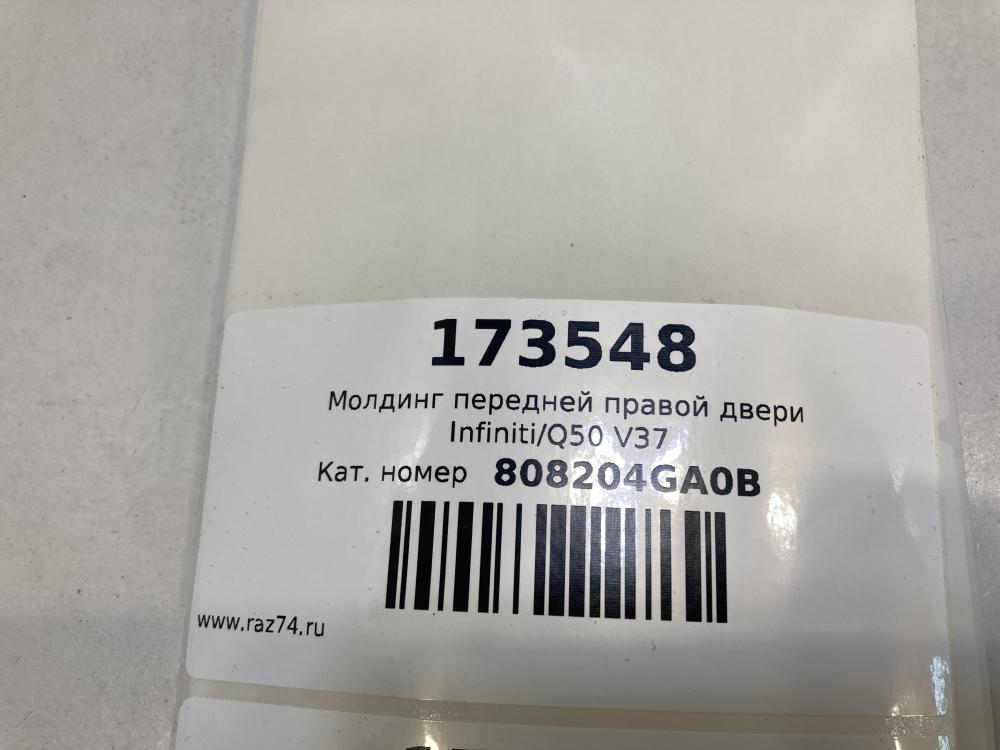 173548
Молдинг передней правой двери
Infiniti/Q50 V37
Кат. номер 808204GA0B
www.raz74.ru